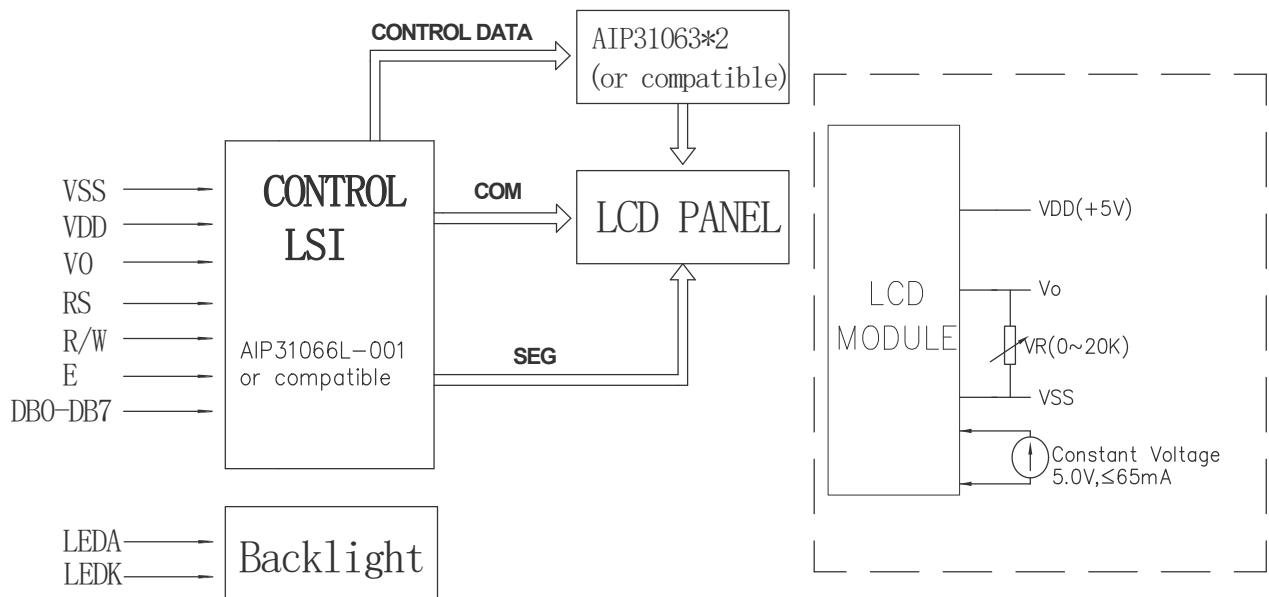 CONTROL DATA
AIP31063*2
(or compatible)
VSS
VDD
VO
RS
R/W
E
DB0-DB7
CONTROL
LSI
AIP31066L-001
or compatible
COM
LCD PANEL
SEG
LEDA
LEDK
Backlight
LCD
MODULE
VDD(+5V)
Vo
VR(0~20K)
VSS
Constant Voltage
5.0V,≤65mA